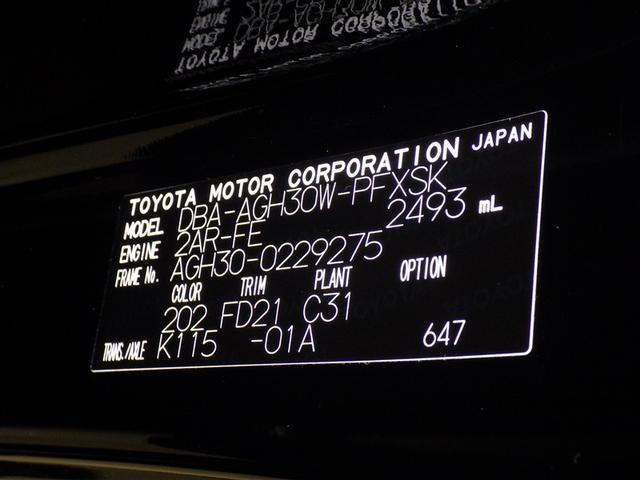 TOYOTA MOTOR CORPORATION JAPAN
MODEL DBA-AGH30W-PFXSK
ENGINE 2AR-FE 2493 mL
FRAME No. AGH30-0229275
COLOR TRIM PLANT OPTION
202 FD21 C31
TRANS./AXLE K115 -01A 647